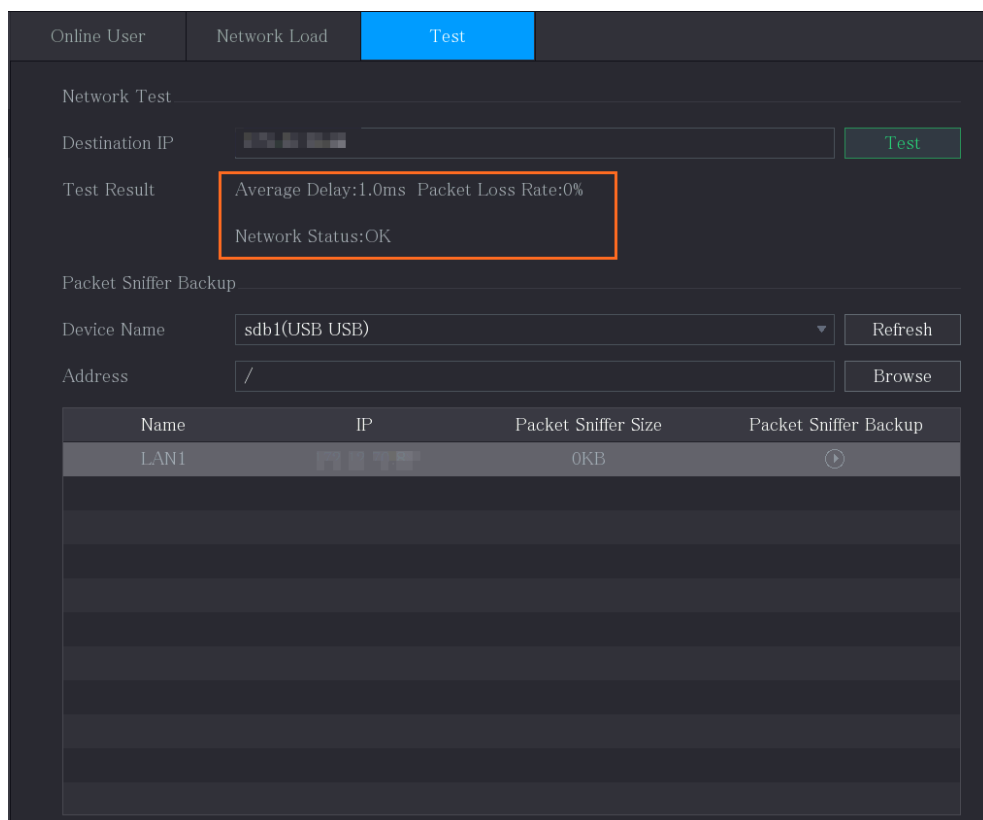 Online User Network Load Test
Network Test
Destination IP Test
Test Result Average Delay:1.0ms Packet Loss Rate:0%
Network Status:OK
Packet Sniffer Backup
Device Name sdb1(USB USB) Refresh
Address / Browse
Name IP Packet Sniffer Size Packet Sniffer Backup
LAN1 0KB